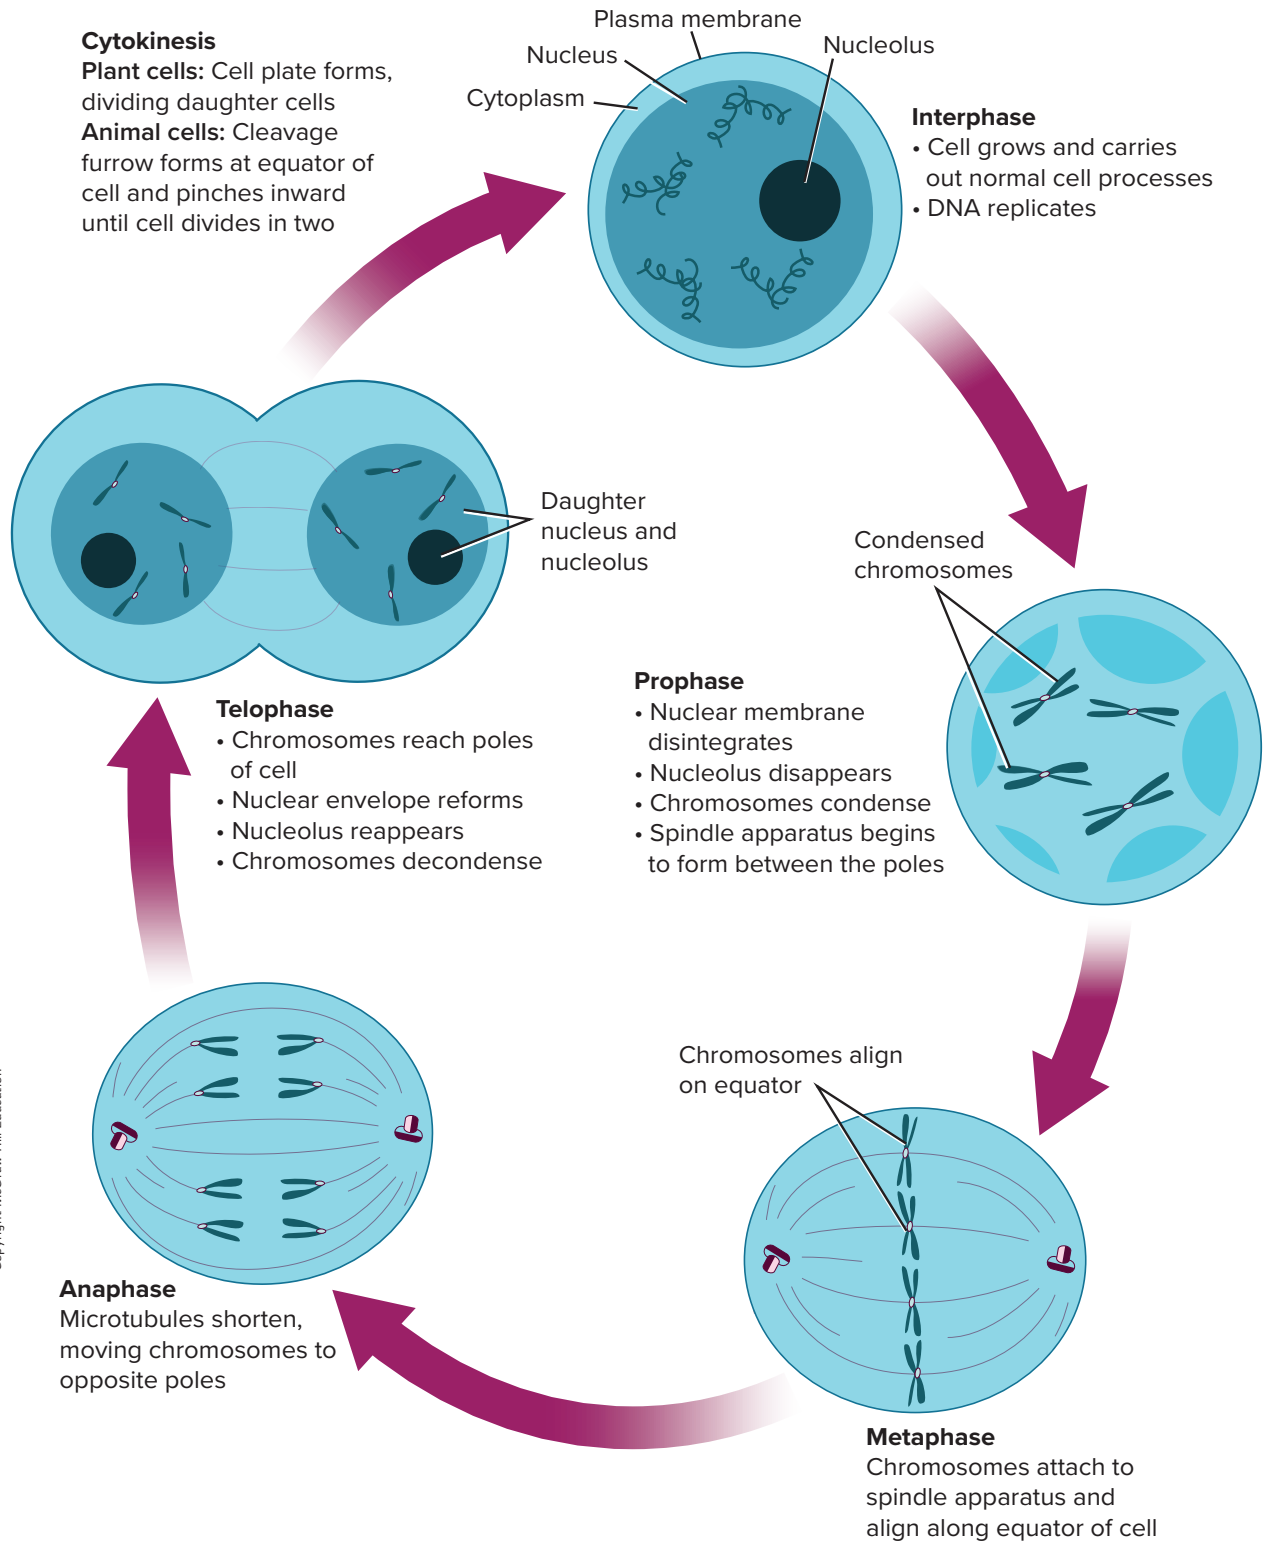 Cytokinesis
Plant cells: Cell plate forms,
dividing daughter cells
Animal cells: Cleavage
furrow forms at equator of
cell and pinches inward
until cell divides in two
Plasma membrane
Nucleus
Nucleolus
Cytoplasm
Interphase
• Cell grows and carries
out normal cell processes
• DNA replicates
Daughter
nucleus and
nucleolus
Condensed
chromosomes
Prophase
• Nuclear membrane
disintegrates
• Nucleolus disappears
• Chromosomes condense
• Spindle apparatus begins
to form between the poles
Telophase
• Chromosomes reach poles
of cell
• Nuclear envelope reforms
• Nucleolus reappears
• Chromosomes decondense
Chromosomes align
on equator
Anaphase
Microtubules shorten,
moving chromosomes to
opposite poles
Metaphase
Chromosomes attach to
spindle apparatus and
align along equator of cell